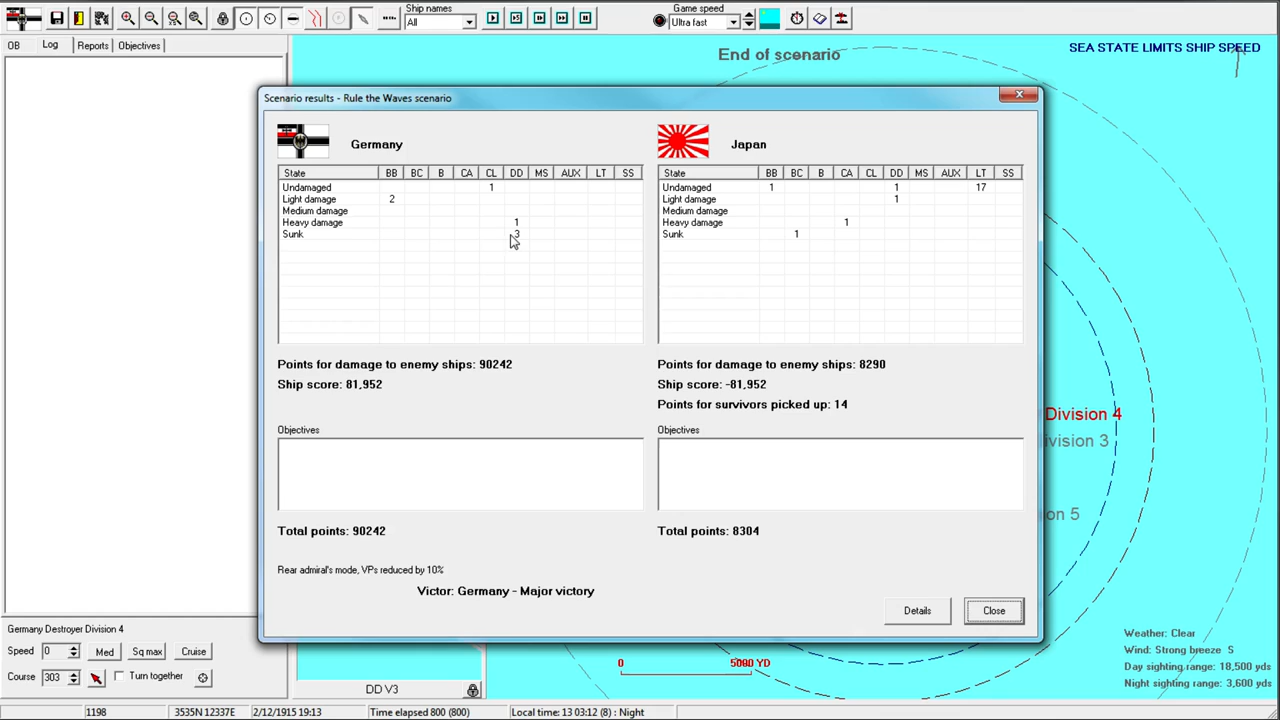 Ship names
Game speed
All
Ultra fast
OB
Log
Reports
Objectives
End of scenario
SEA STATE LIMITS SHIP SPEED
Scenario results - Rule the Waves scenario
Germany
Japan
State BB BC B CA CL DD MS AUX LT SS
Undamaged 1
Light damage 2
Medium damage
Heavy damage 1
Sunk 3
State BB BC B CA CL DD MS AUX LT SS
Undamaged 1 1 17
Light damage 1
Medium damage
Heavy damage 1
Sunk 1
Points for damage to enemy ships: 90242
Ship score: 81,952
Points for damage to enemy ships: 8290
Ship score: -81,952
Points for survivors picked up: 14
Objectives
Objectives
Total points: 90242
Total points: 8304
Rear admiral's mode, VPs reduced by 10%
Victor: Germany - Major victory
Details
Close
Division 4
ivision 3
on 5
Germany Destroyer Division 4
Speed 0 Med Sq max Cruise
Course 303 Turn together
DD V3
0 5000 YD
Weather: Clear
Wind: Strong breeze S
Day sighting range: 18,500 yds
Night sighting range: 3,600 yds
1198 3535N 12337E 2/12/1915 19:13 Time elapsed 800 (800) Local time: 13 03:12 (8) : Night